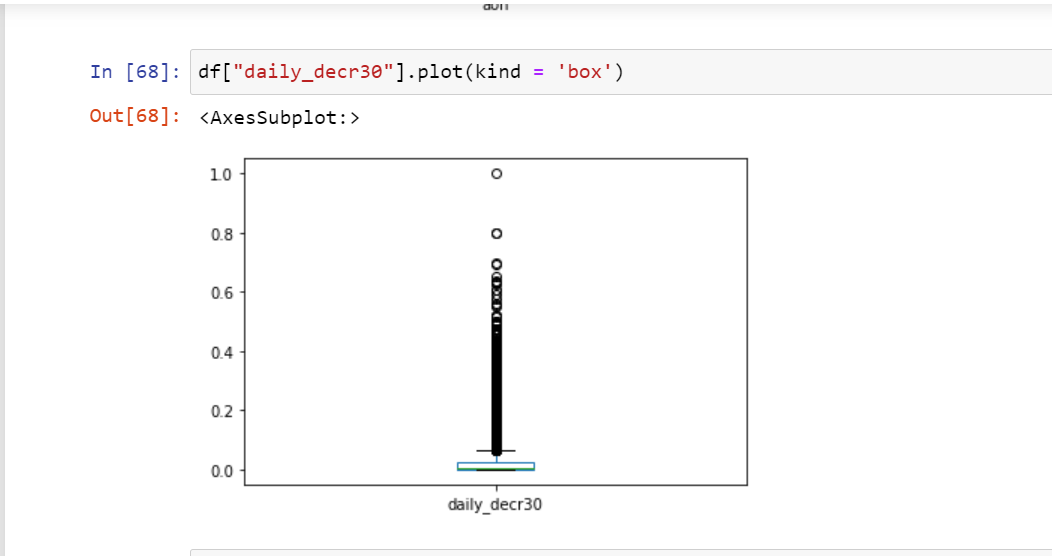 In [68]: df["daily_decr30"].plot(kind = 'box')
Out[68]: <AxesSubplot:>
1.0
0.8
0.6
0.4
0.2
0.0
daily_decr30